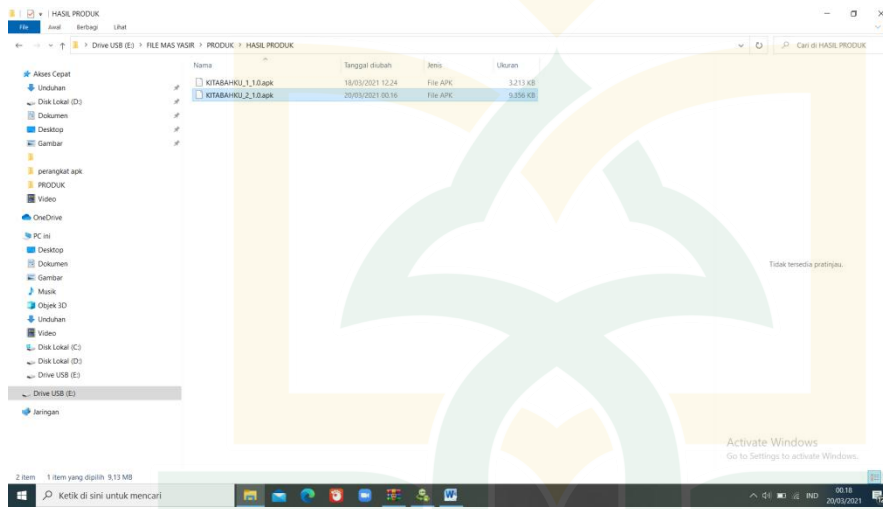 HASIL PRODUK
File Awal Berbagi Lihat
Drive USB (E:) > FILE MAS YASIR > PRODUK > HASIL PRODUK
Cari di HASIL PRODUK
Nama Tanggal diubah Jenis Ukuran
KITABAHKU_1_1.0.apk 18/03/2021 12.24 File APK 3.213 KB
KITABAHKU_2_1.0.apk 20/03/2021 00.16 File APK 9.356 KB
Akses Cepat
Unduhan
Disk Lokal (D:)
Dokumen
Desktop
Gambar
perangkat apk
PRODUK
Video
OneDrive
PC ini
Desktop
Dokumen
Gambar
Musik
Objek 3D
Unduhan
Video
Disk Lokal (C:)
Disk Lokal (D:)
Drive USB (E:)
Drive USB (E:)
Jaringan
Tidak tersedia pratinjau.
Activate Windows
Go to Settings to activate Windows.
2 item 1 item yang dipilih 9,13 MB
Ketik di sini untuk mencari
IND
00.18
20/03/2021